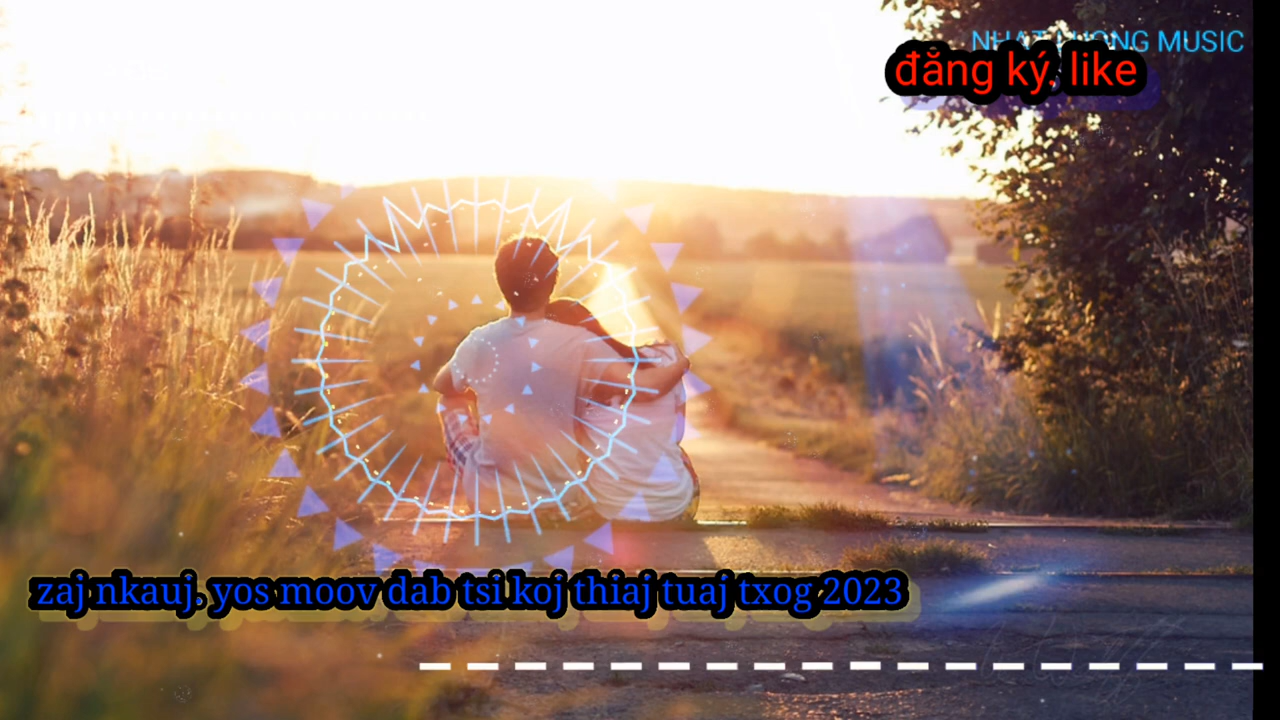 MUSIC
đăng ký, like
zaj nkauj. yos moov dab tsi koj thiaj tuaj txog 2023